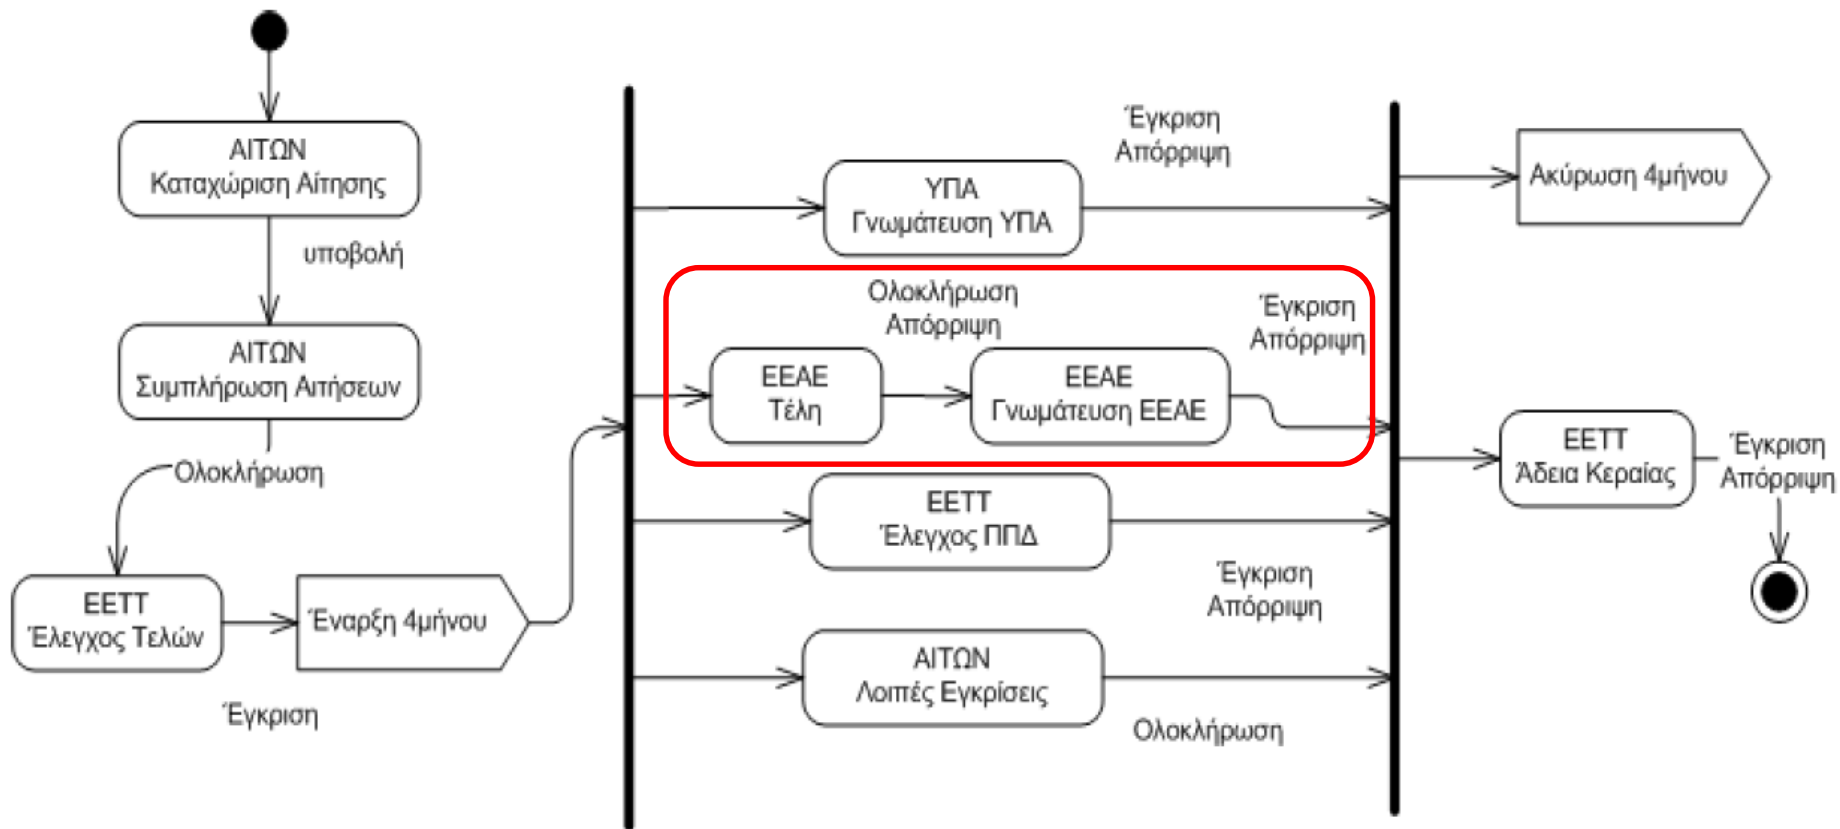 ΑΙΤΩΝ
Καταχώριση Αίτησης
υποβολή
ΑΙΤΩΝ
Συμπλήρωση Αιτήσεων
Ολοκλήρωση
ΕΕΤΤ
Έλεγχος Τελών
Έγκριση
Έναρξη 4μήνου
ΥΠΑ
Γνωμάτευση ΥΠΑ
Έγκριση
Απόρριψη
ΕΕΑΕ
Τέλη
Ολοκλήρωση
Απόρριψη
ΕΕΑΕ
Γνωμάτευση ΕΕΑΕ
Έγκριση
Απόρριψη
ΕΕΤΤ
Έλεγχος ΠΠΔ
Έγκριση
Απόρριψη
ΑΙΤΩΝ
Λοιπές Εγκρίσεις
Ολοκλήρωση
Ακύρωση 4μήνου
ΕΕΤΤ
Άδεια Κεραίας
Έγκριση
Απόρριψη